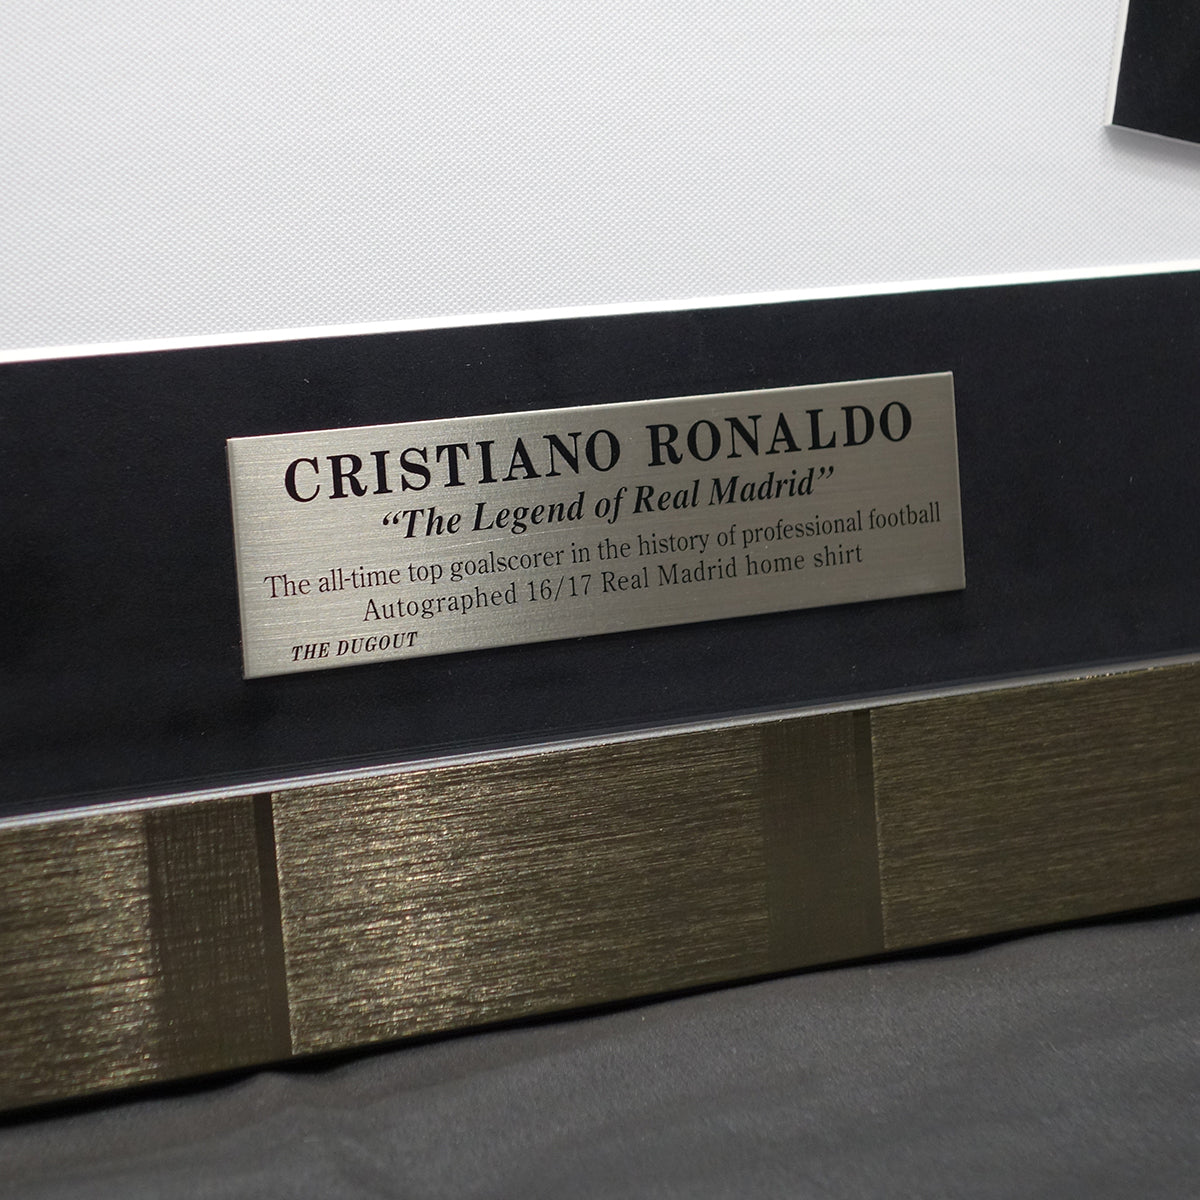 CRISTIANO RONALDO
“The Legend of Real Madrid”
The all-time top goalscorer in the history of professional football
Autographed 16/17 Real Madrid home shirt
THE DUGOUT